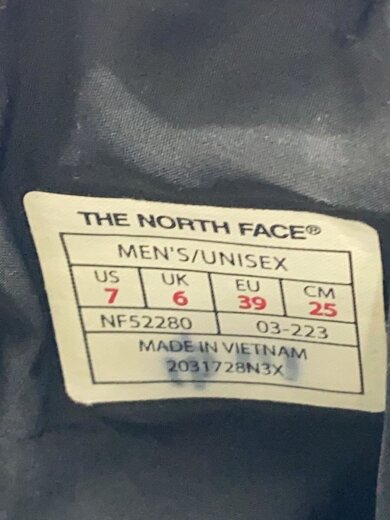 THE NORTH FACE®
MEN'S/UNISEX
US UK EU CM
7 6 39 25
NF52280 03-223
MADE IN VIETNAM
2031728N3X